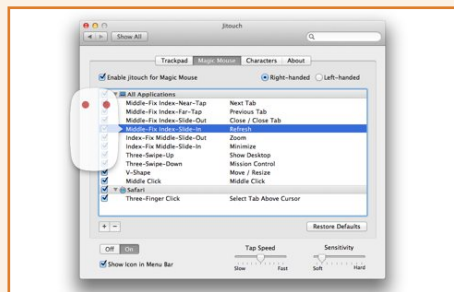 Jitouch
Show All
Trackpad Magic Mouse Characters About
Enable jitouch for Magic Mouse Right-handed Left-handed
All Applications
Middle-Fix Index-Near-Tap Next Tab
Middle-Fix Index-Far-Tap Previous Tab
Middle-Fix Index-Slide-Out Close / Close Tab
Middle-Fix Index-Slide-In Refresh
Index-Fix Middle-Slide-Out Zoom
Index-Fix Middle-Slide-In Minimize
Three-Swipe-Up Show Desktop
Three-Swipe-Down Mission Control
V-Shape Move / Resize
Middle Click Middle Click
Safari
Three-Finger Click Select Tab Above Cursor
+ − Restore Defaults
Off On Tap Speed Sensitivity
Show Icon in Menu Bar Slow Fast Soft Hard